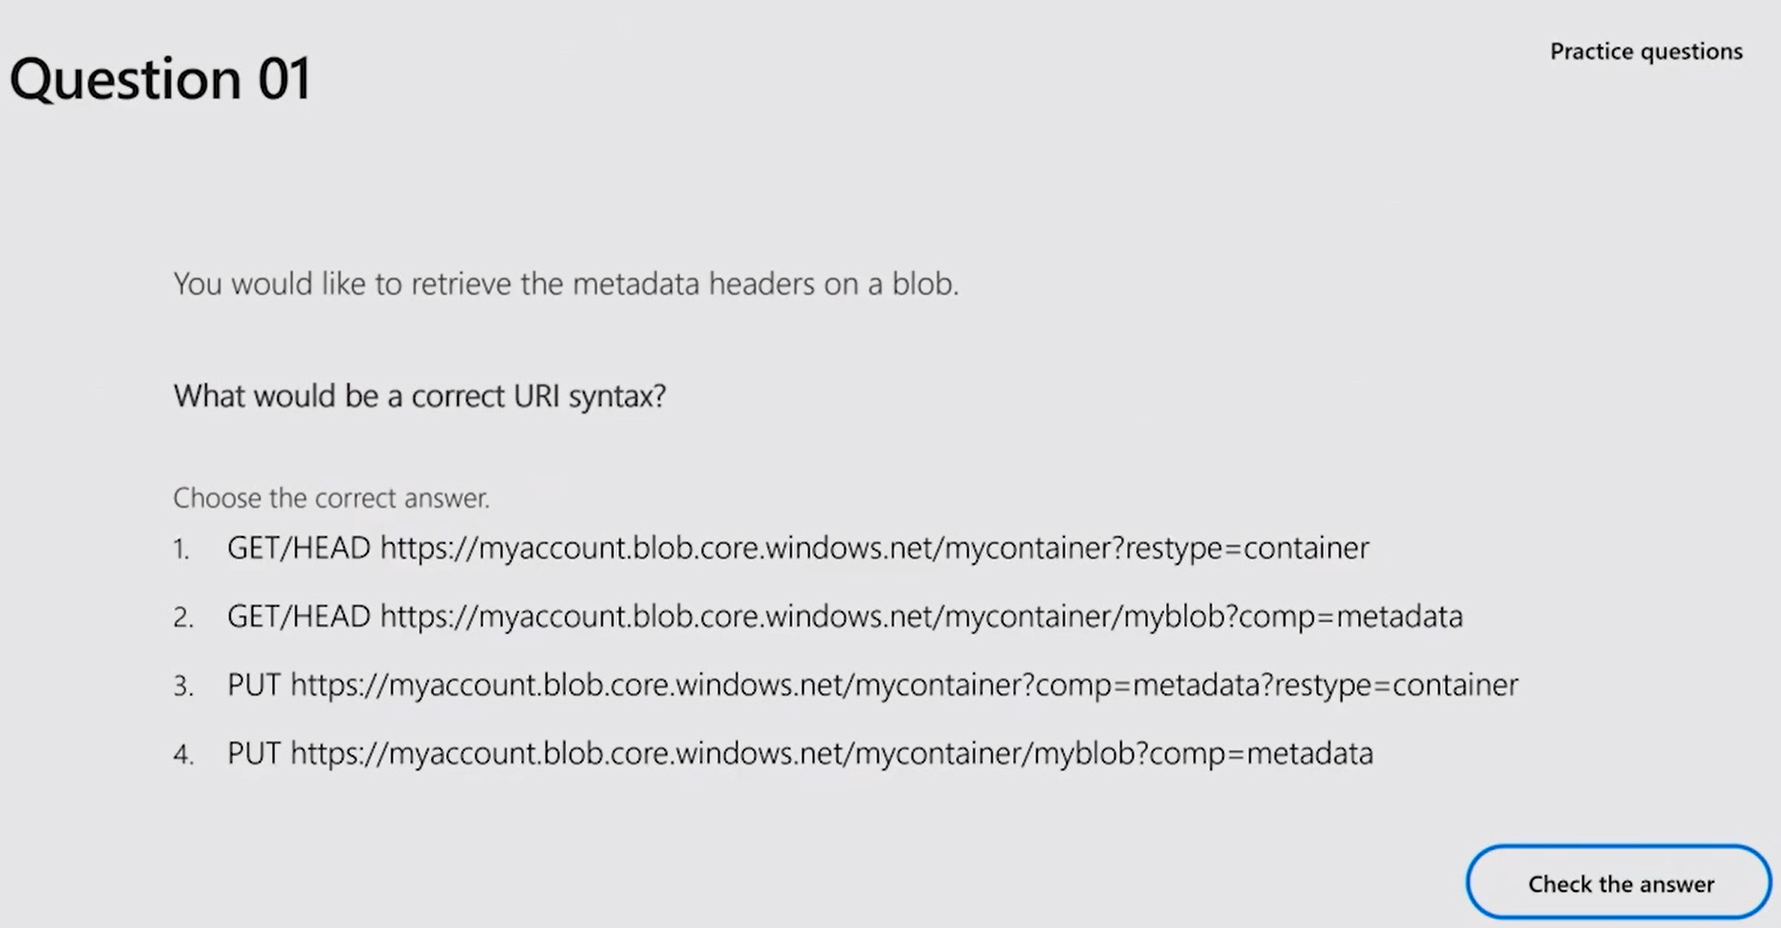 Practice questions
Question 01
You would like to retrieve the metadata headers on a blob.
What would be a correct URI syntax?
Choose the correct answer.
1. GET/HEAD https://myaccount.blob.core.windows.net/mycontainer?restype=container
2. GET/HEAD https://myaccount.blob.core.windows.net/mycontainer/myblob?comp=metadata
3. PUT https://myaccount.blob.core.windows.net/mycontainer?comp=metadata?restype=container
4. PUT https://myaccount.blob.core.windows.net/mycontainer/myblob?comp=metadata
Check the answer